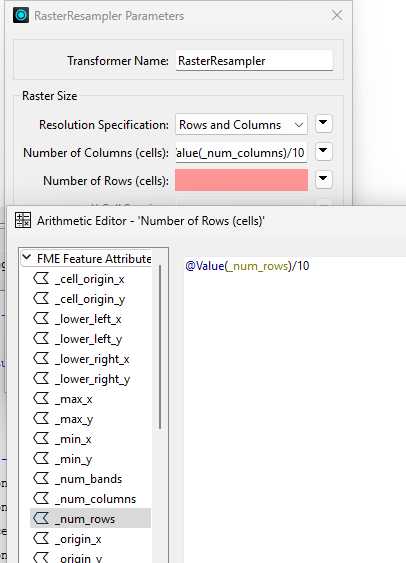 RasterResampler Parameters
Transformer Name: RasterResampler
Raster Size
Resolution Specification: Rows and Columns
Number of Columns (cells): alue(_num_columns)/10
Number of Rows (cells):
Arithmetic Editor - 'Number of Rows (cells)'
FME Feature Attribute
@Value(_num_rows)/10
_cell_origin_x
_cell_origin_y
_lower_left_x
_lower_left_y
_lower_right_x
_lower_right_y
_max_x
_max_y
_min_x
_min_y
_num_bands
_num_columns
_num_rows
_origin_x
_origin_y